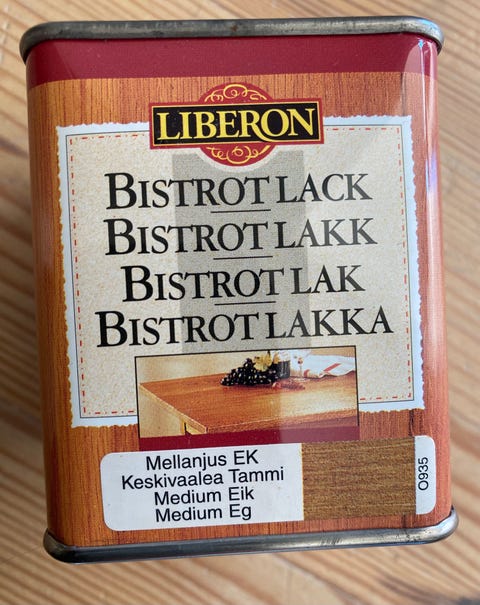 LIBERON
BISTROT LACK
BISTROT LAKK
BISTROT LAK
BISTROT LAKKA
Mellanjus EK
Keskivaalea Tammi
Medium Eik
Medium Eg
O935